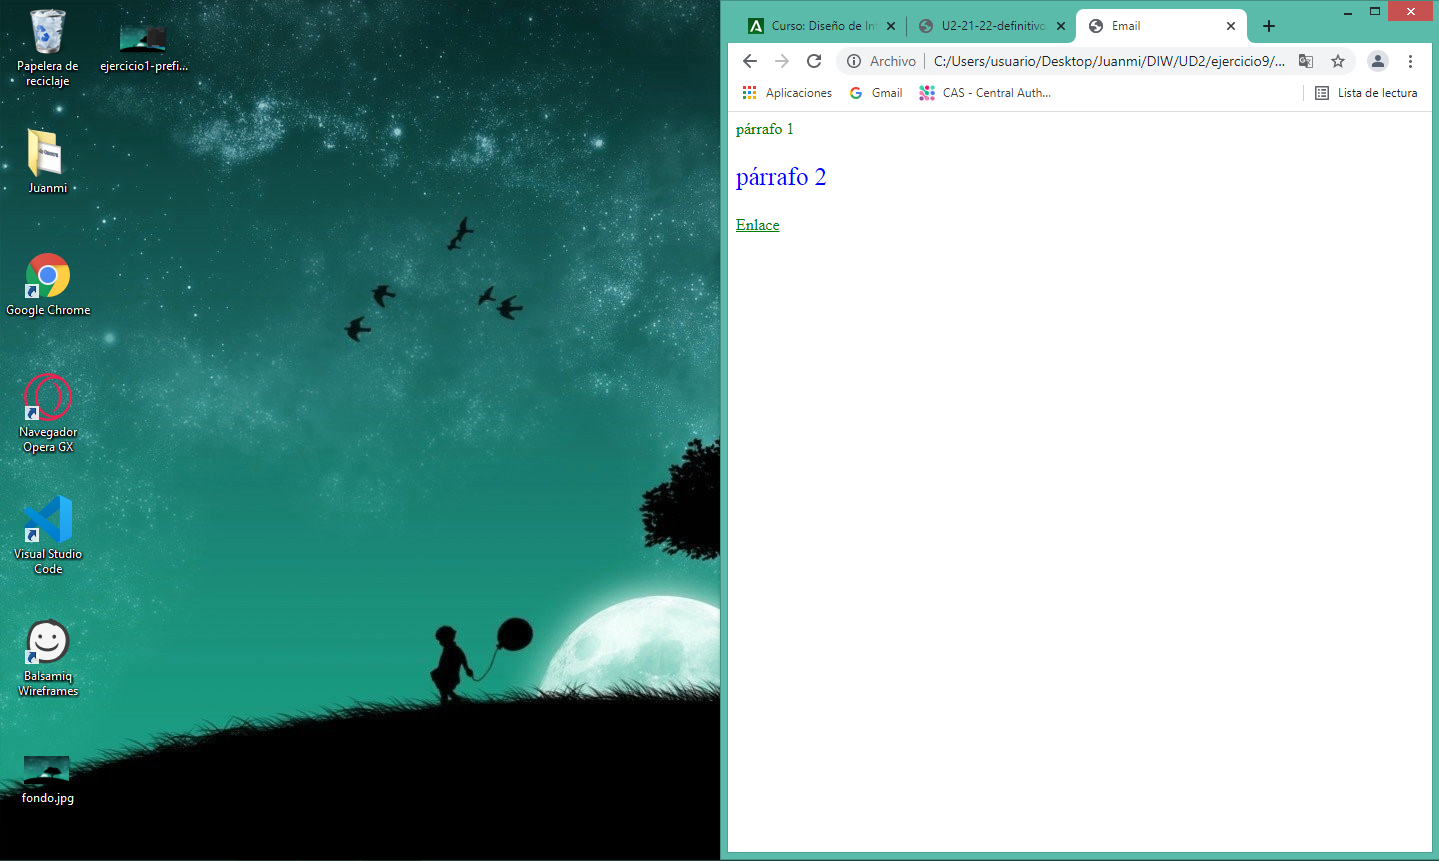 Papelera de
reciclaje
ejercicio1-prefi...
Juanmi
Google Chrome
Navegador
Opera GX
Visual Studio
Code
Balsamiq
Wireframes
fondo.jpg
Curso: Diseño de Int
U2-21-22-definitivo
Email
Archivo
C:/Users/usuario/Desktop/Juanmi/DIW/UD2/ejercicio9/...
Aplicaciones
Gmail
CAS - Central Auth...
Lista de lectura
párrafo 1
párrafo 2
Enlace